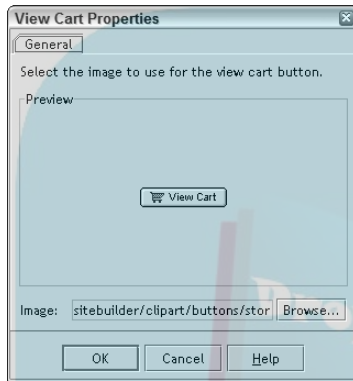 View Cart Properties
General
Select the image to use for the view cart button.
Preview
View Cart
Image: sitebuilder/clipart/buttons/stor Browse...
OK Cancel Help